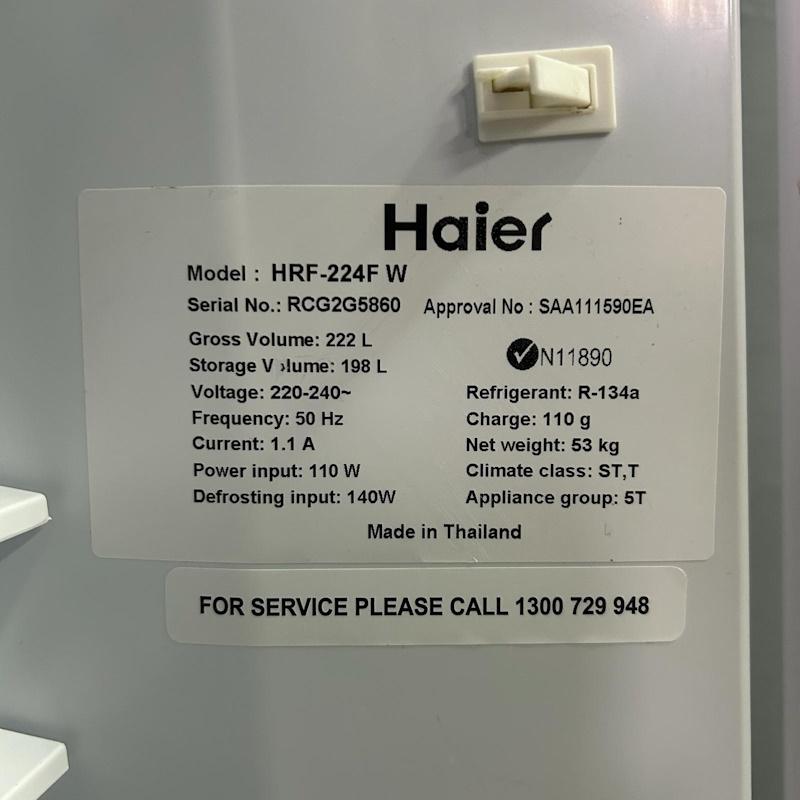 Haier
Model : HRF-224F W
Serial No.: RCG2G5860 Approval No : SAA111590EA
Gross Volume: 222 L
N11890
Storage V lume: 198 L
Voltage: 220-240~ Refrigerant: R-134a
Frequency: 50 Hz Charge: 110 g
Current: 1.1 A Net weight: 53 kg
Power input: 110 W Climate class: ST,T
Defrosting input: 140W Appliance group: 5T
Made in Thailand
FOR SERVICE PLEASE CALL 1300 729 948